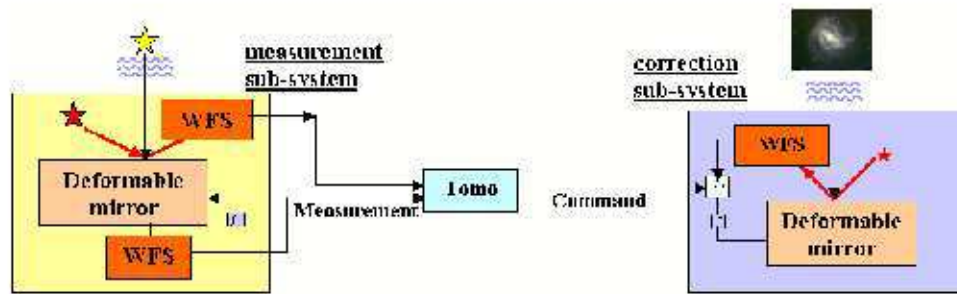 measurement
sub-system
WFS
Deformable
mirror
WFS
Measurement
Tomo
Command
correction
sub-system
WFS
Deformable
mirror